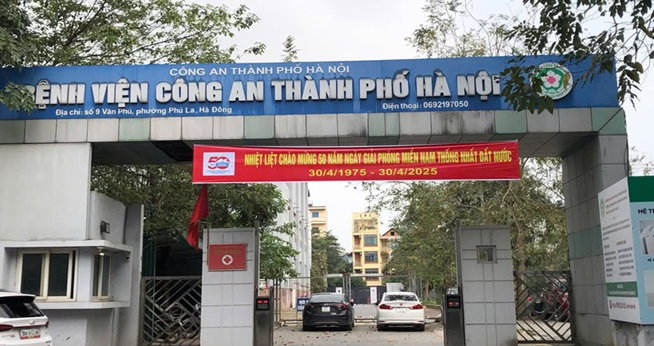 CÔNG AN THÀNH PHỐ HÀ NỘI
BỆNH VIỆN CÔNG AN THÀNH PHỐ HÀ NỘI
Địa chỉ: số 9 Văn Phú, phường Phú La, Hà Đông
Điện thoại: 0692197050
50
NHIỆT LIỆT CHÀO MỪNG 50 NĂM NGÀY GIẢI PHÓNG MIỀN NAM THỐNG NHẤT ĐẤT NƯỚC
30/4/1975 - 30/4/2025
HỆ